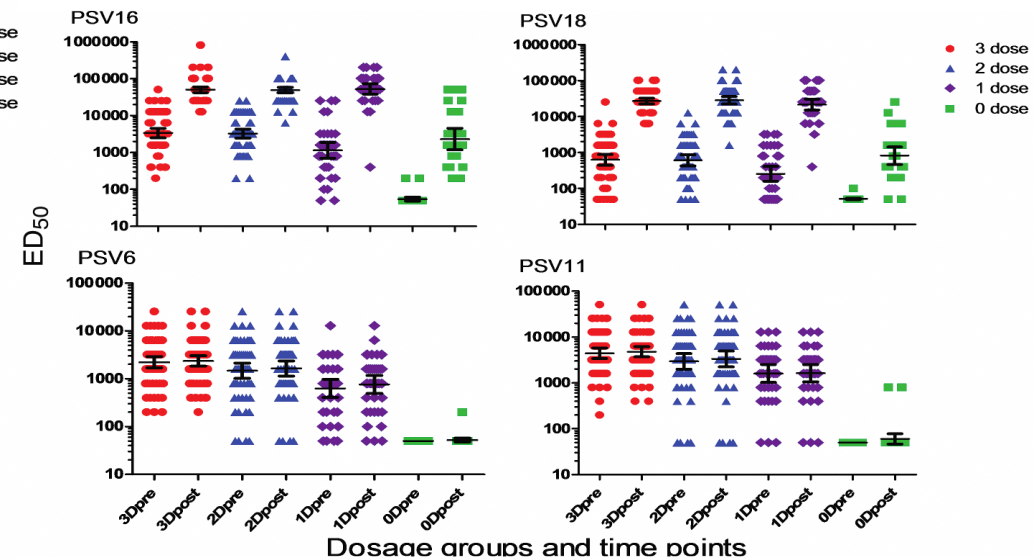 PSV16
1000000
100000
10000
1000
100
10
PSV18
1000000
100000
10000
1000
100
10
3 dose
2 dose
1 dose
0 dose
se
se
se
se
ED50
PSV6
100000
10000
1000
100
10
PSV11
100000
10000
1000
100
10
3Dpre 3Dpost 2Dpre 2Dpost 1Dpre 1Dpost 0Dpre 0Dpost
3Dpre 3Dpost 2Dpre 2Dpost 1Dpre 1Dpost 0Dpre 0Dpost
Dosage groups and time points